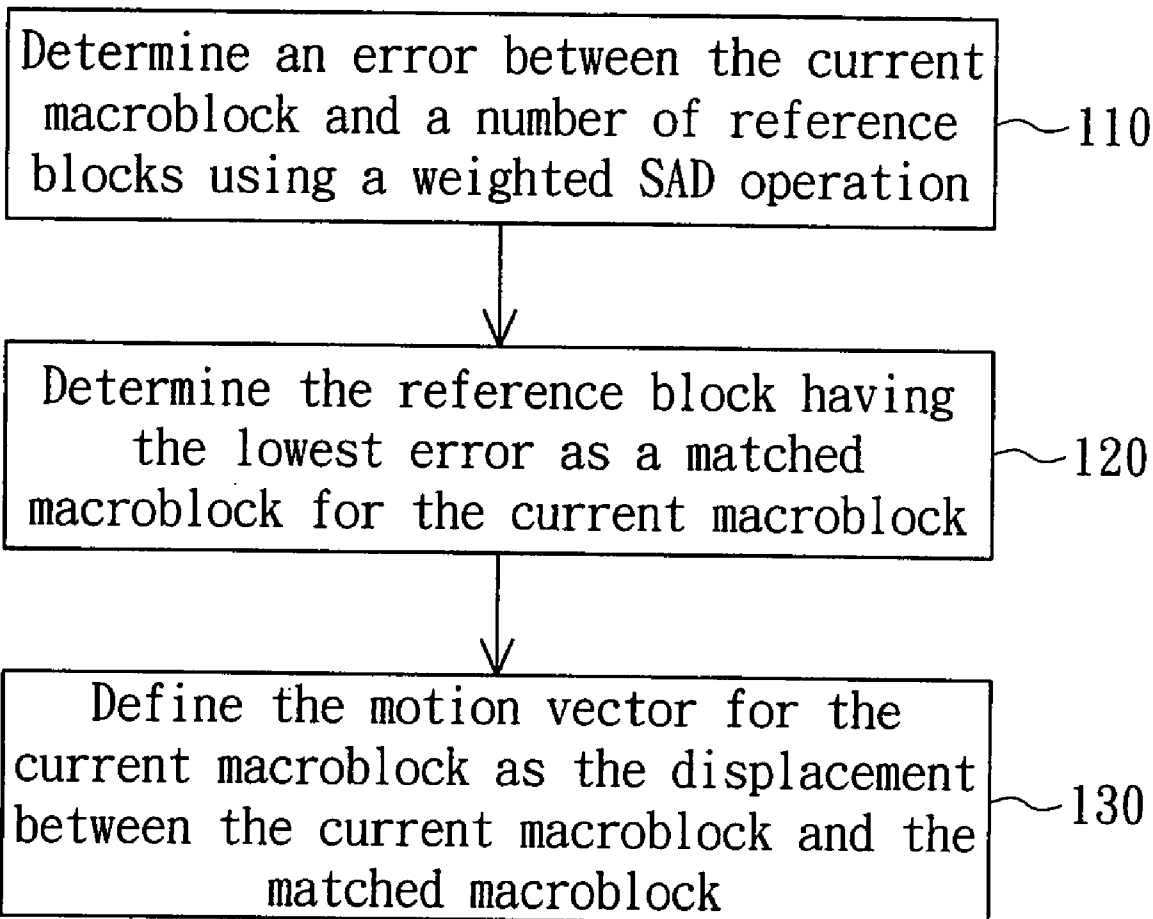 Determine an error between the current
macroblock and a number of reference
blocks using a weighted SAD operation
110
Determine the reference block having
the lowest error as a matched
macroblock for the current macroblock
120
Define the motion vector for the
current macroblock as the displacement
between the current macroblock and the
matched macroblock
130